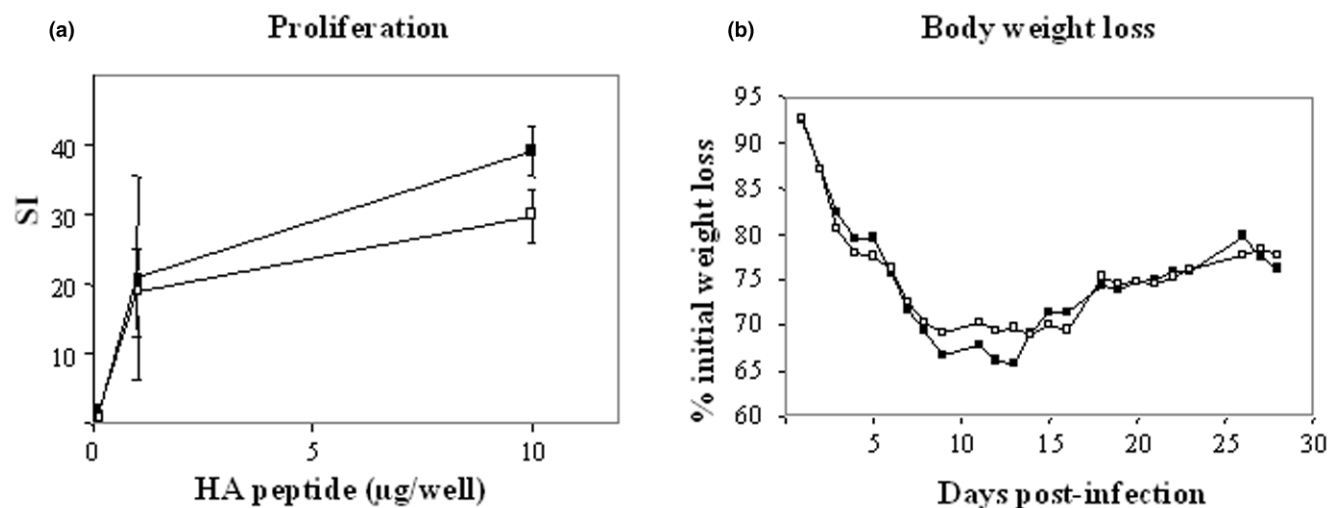 (a) Proliferation
SI
40
30
20
10
0 5 10
HA peptide (µg/well)
(b) Body weight loss
% initial weight loss
95
90
85
80
75
70
65
60
5 10 15 20 25 30
Days post-infection